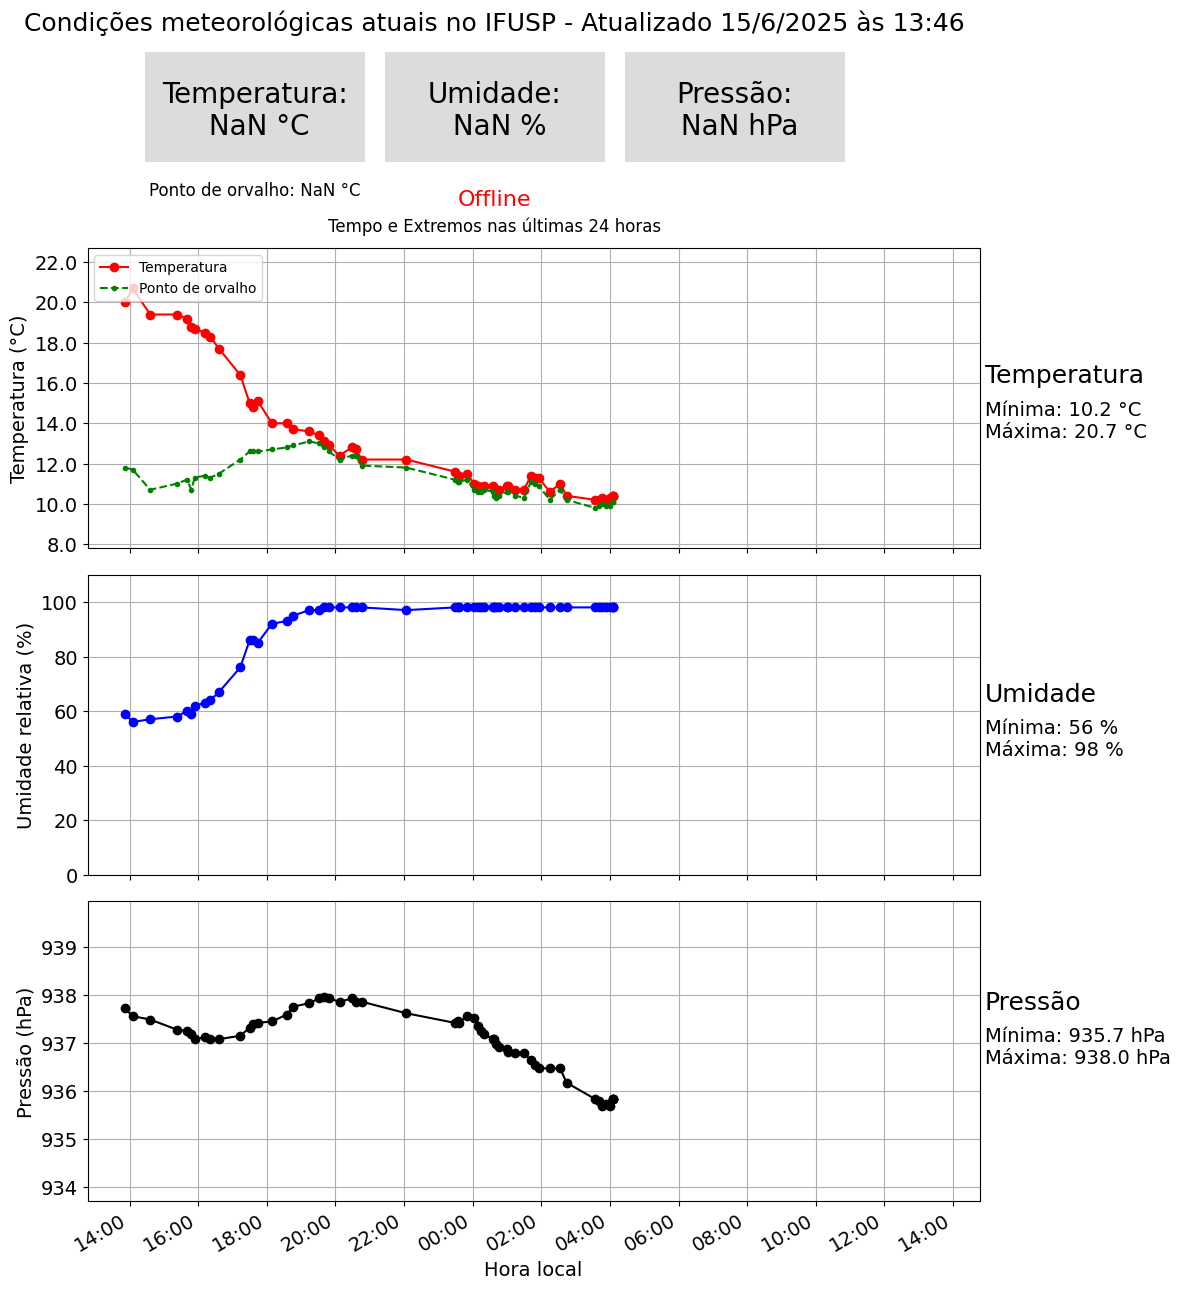 Condições meteorológicas atuais no IFUSP - Atualizado 15/6/2025 às 13:46
Temperatura:
NaN °C
Umidade:
NaN %
Pressão:
NaN hPa
Ponto de orvalho: NaN °C
Offline
Tempo e Extremos nas últimas 24 horas
Temperatura (°C)
22.0
20.0
18.0
16.0
14.0
12.0
10.0
8.0
Temperatura
Ponto de orvalho
Temperatura
Mínima: 10.2 °C
Máxima: 20.7 °C
Umidade relativa (%)
100
80
60
40
20
0
Umidade
Mínima: 56 %
Máxima: 98 %
Pressão (hPa)
939
938
937
936
935
934
Pressão
Mínima: 935.7 hPa
Máxima: 938.0 hPa
14:00 16:00 18:00 20:00 22:00 00:00 02:00 04:00 06:00 08:00 10:00 12:00 14:00
Hora local